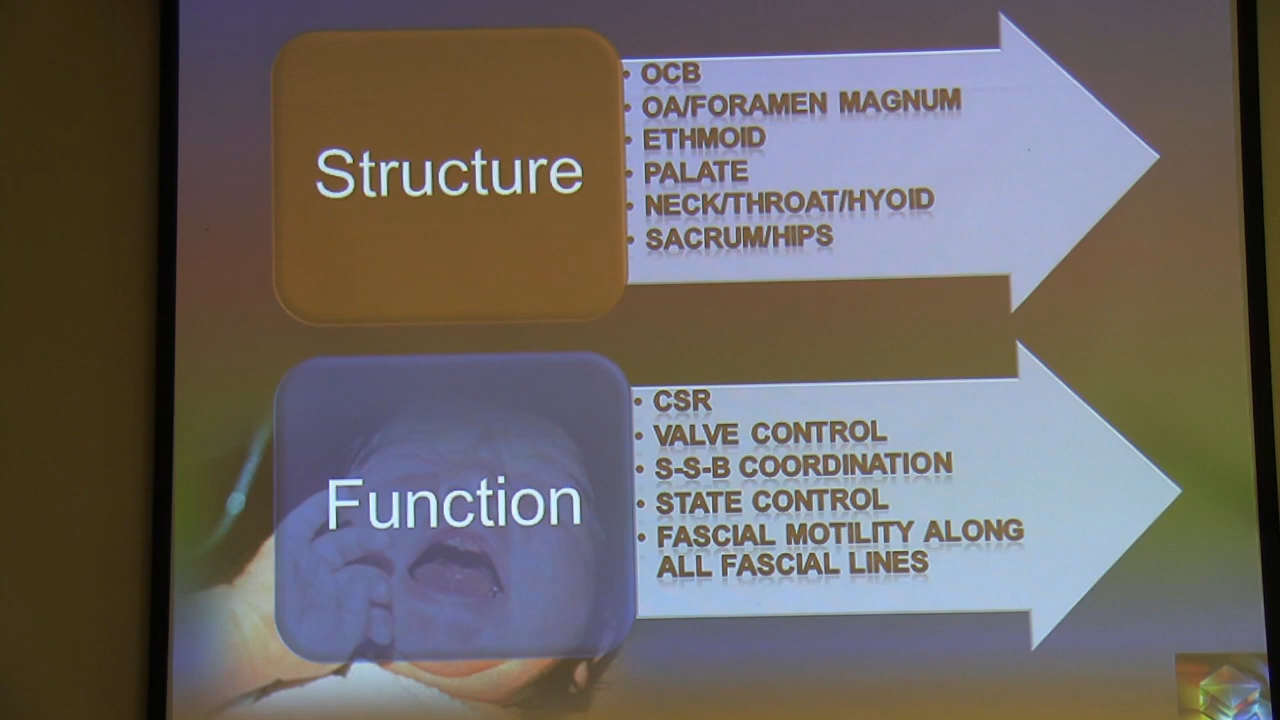 Structure
• OCB
• OA/FORAMEN MAGNUM
• ETHMOID
• PALATE
• NECK/THROAT/HYOID
• SACRUM/HIPS
Function
• CSR
• VALVE CONTROL
• S-S-B COORDINATION
• STATE CONTROL
• FASCIAL MOTILITY ALONG
ALL FASCIAL LINES